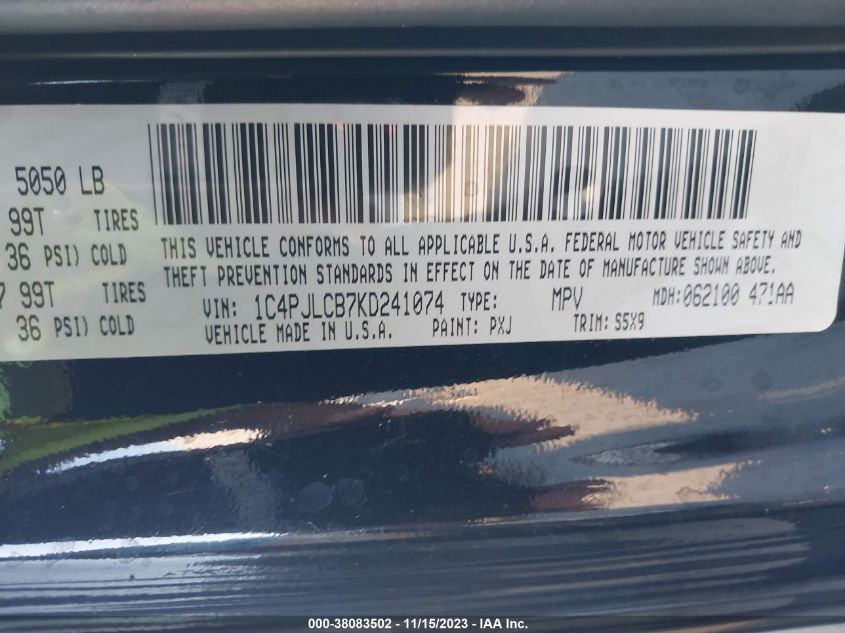 5050 LB
99T TIRES
36 PSI) COLD
7 99T TIRES
36 PSI) COLD
THIS VEHICLE CONFORMS TO ALL APPLICABLE U.S.A. FEDERAL MOTOR VEHICLE SAFETY AND
THEFT PREVENTION STANDARDS IN EFFECT ON THE DATE OF MANUFACTURE SHOWN ABOVE.
VIN: 1C4PJLCB7KD241074 TYPE: MPV MDH:062100 471AA
VEHICLE MADE IN U.S.A. PAINT: PXJ TRIM: S5X9
000-38083502 - 11/15/2023 - IAA Inc.